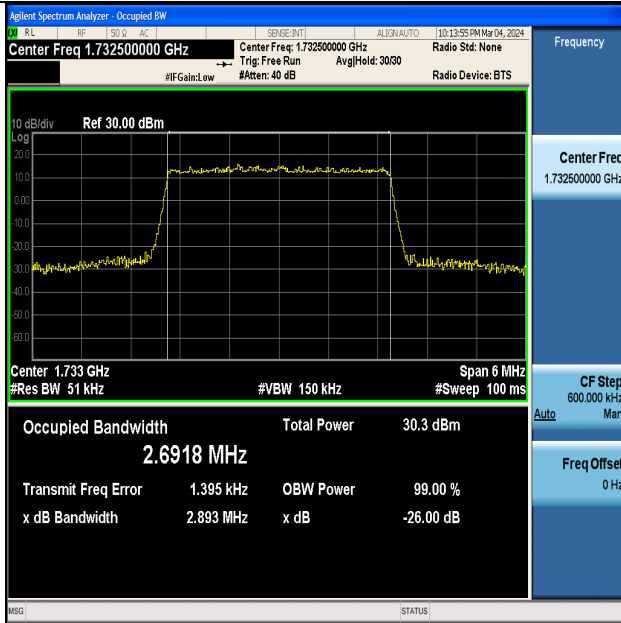 Agilent Spectrum Analyzer - Occupied BW
RL RF 50 Ω AC SENSE:INT ALIGN AUTO 10:13:55 PM Mar 04, 2024
Center Freq 1.732500000 GHz Center Freq: 1.732500000 GHz Radio Std: None
Trig: Free Run Avg|Hold: 30/30
#IFGain:Low #Atten: 40 dB Radio Device: BTS
Frequency
10 dB/div Ref 30.00 dBm
Log
20.0
10.0
0.00
-10.0
-20.0
-30.0
-40.0
-50.0
-60.0
Center Freq
1.732500000 GHz
Center 1.733 GHz Span 6 MHz
#Res BW 51 kHz #VBW 150 kHz #Sweep 100 ms
CF Step
600.000 kHz
Auto Man
Occupied Bandwidth Total Power 30.3 dBm
2.6918 MHz
Transmit Freq Error 1.395 kHz OBW Power 99.00 %
x dB Bandwidth 2.893 MHz x dB -26.00 dB
Freq Offset
0 Hz
MSG STATUS